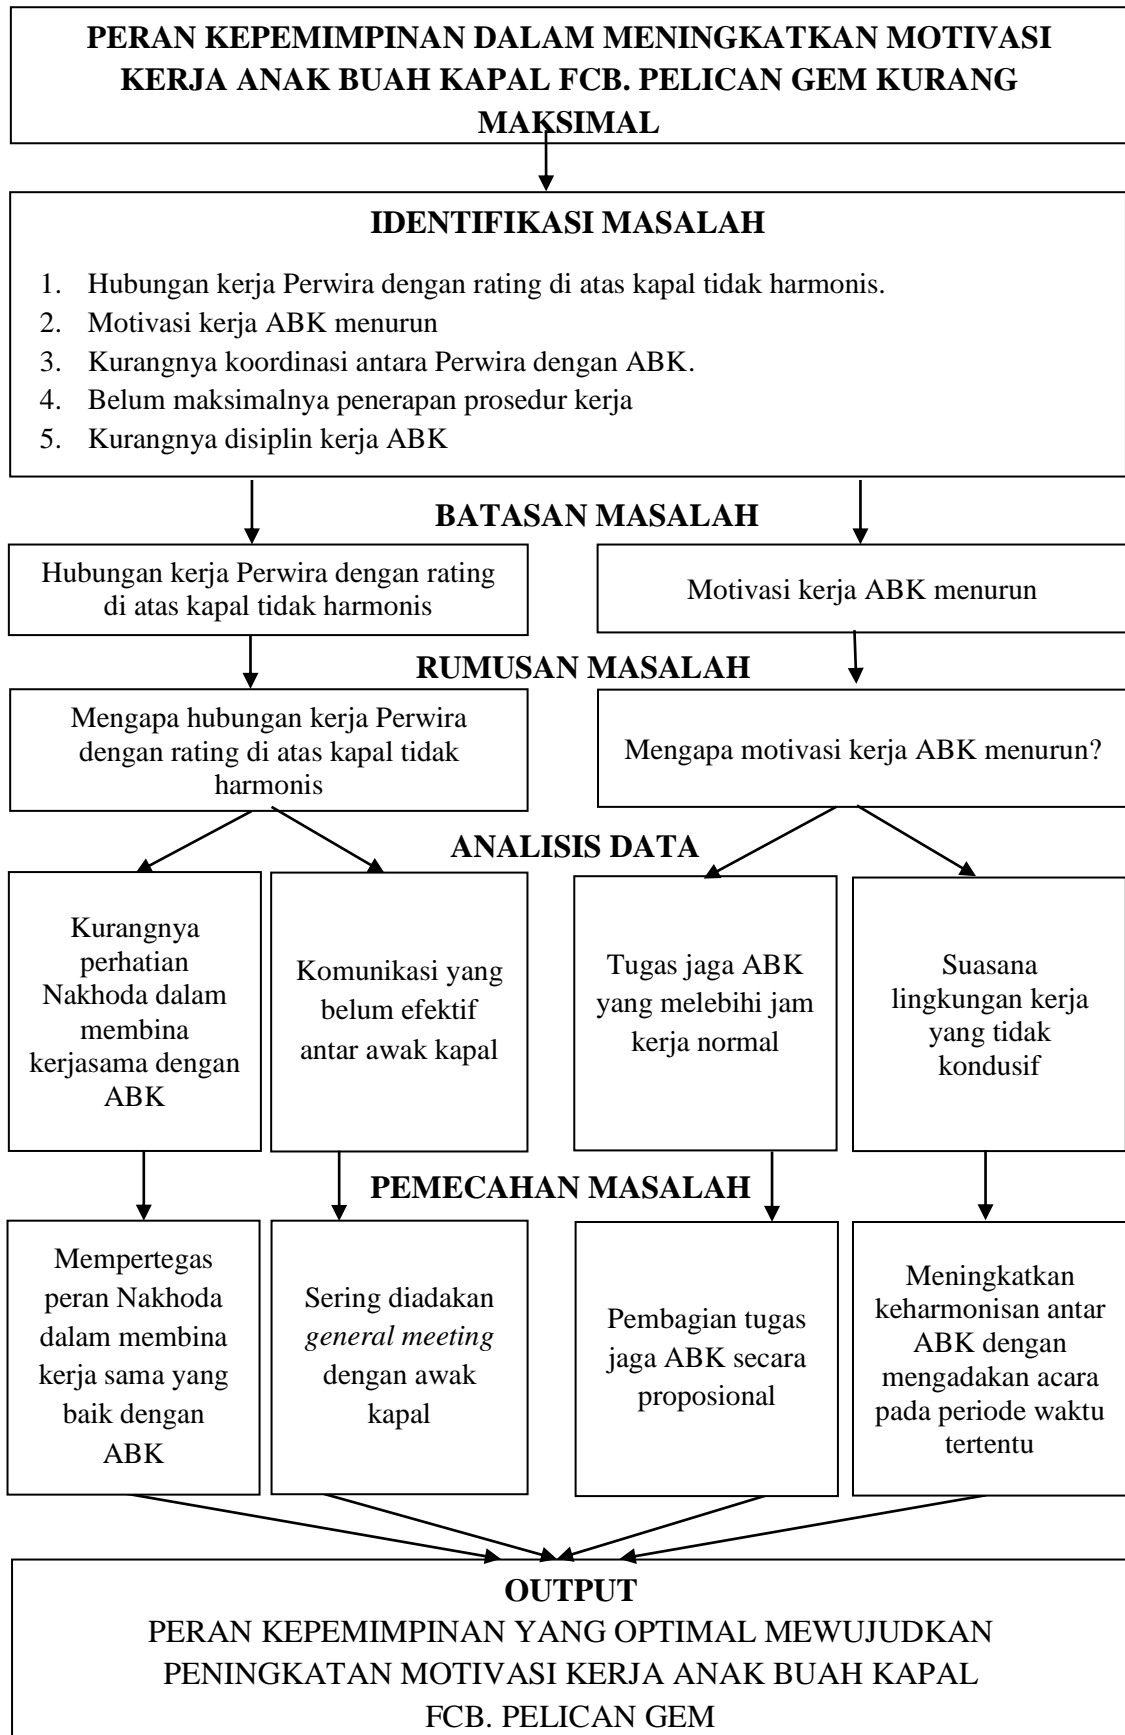 PERAN KEPEMIMPINAN DALAM MENINGKATKAN MOTIVASI
KERJA ANAK BUAH KAPAL FCB. PELICAN GEM KURANG
MAKSIMAL
IDENTIFIKASI MASALAH
1. Hubungan kerja Perwira dengan rating di atas kapal tidak harmonis.
2. Motivasi kerja ABK menurun
3. Kurangnya koordinasi antara Perwira dengan ABK.
4. Belum maksimalnya penerapan prosedur kerja
5. Kurangnya disiplin kerja ABK
BATASAN MASALAH
Hubungan kerja Perwira dengan rating
di atas kapal tidak harmonis
Motivasi kerja ABK menurun
RUMUSAN MASALAH
Mengapa hubungan kerja Perwira
dengan rating di atas kapal tidak
harmonis
Mengapa motivasi kerja ABK menurun?
ANALISIS DATA
Kurangnya
perhatian
Nakhoda dalam
membina
kerjasama dengan
ABK
Komunikasi yang
belum efektif
antar awak kapal
Tugas jaga ABK
yang melebihi jam
kerja normal
Suasana
lingkungan kerja
yang tidak
kondusif
PEMECAHAN MASALAH
Mempertegas
peran Nakhoda
dalam membina
kerja sama yang
baik dengan
ABK
Sering diadakan
general meeting
dengan awak
kapal
Pembagian tugas
jaga ABK secara
proposional
Meningkatkan
keharmonisan antar
ABK dengan
mengadakan acara
pada periode waktu
tertentu
OUTPUT
PERAN KEPEMIMPINAN YANG OPTIMAL MEWUJUDKAN
PENINGKATAN MOTIVASI KERJA ANAK BUAH KAPAL
FCB. PELICAN GEM